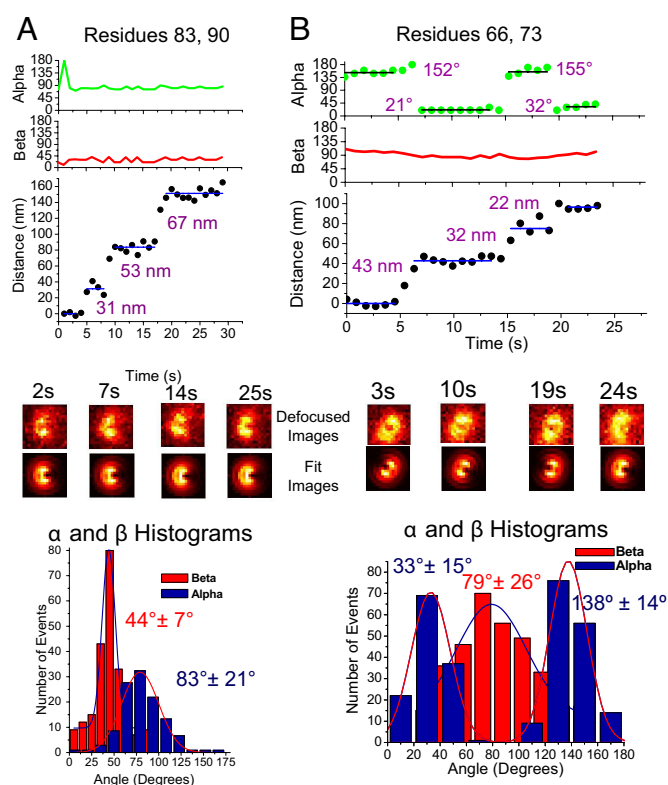 A
Residues 83, 90
Alpha
180
135
90
45
0
Beta
180
135
90
45
0
Distance (nm)
160
140
120
100
80
60
40
20
0
67 nm
53 nm
31 nm
0 5 10 15 20 25 30
Time (s)
B
Residues 66, 73
Alpha
180
135
90
45
0
152°
155°
21°
32°
Beta
180
135
90
45
0
Distance (nm)
100
80
60
40
20
0
22 nm
32 nm
43 nm
0 5 10 15 20 25
Time (s)
2s 7s 14s 25s
Defocused
Images
Fit
Images
3s 10s 19s 24s
α and β Histograms
Number of Events
80
70
60
50
40
30
20
10
0
Beta
Alpha
44°± 7°
83°± 21°
0 25 50 75 100 125 150 175
Angle (Degrees)
α and β Histograms
Number of Events
80
70
60
50
40
30
20
10
0
Beta
Alpha
33°± 15°
79°± 26°
138°± 14°
0 20 40 60 80 100 120 140 160 180
Angle (Degrees)